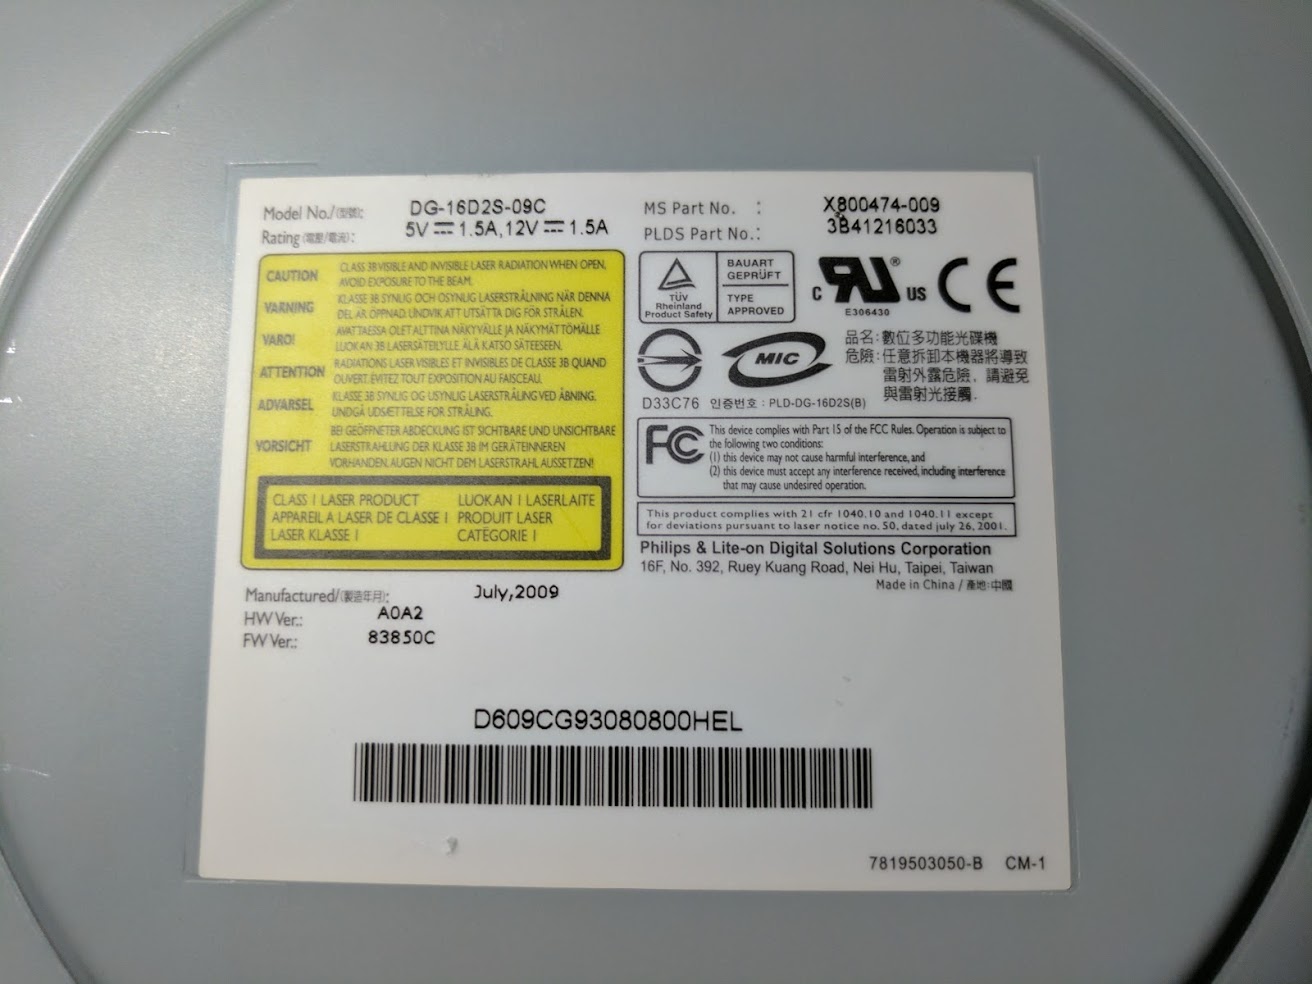 Model No./(型號): DG-16D2S-09C
Rating (電壓/電流): 5V ⎓ 1.5A,12V ⎓ 1.5A
CAUTION CLASS 3B VISIBLE AND INVISIBLE LASER RADIATION WHEN OPEN,
AVOID EXPOSURE TO THE BEAM.
VARNING KLASSE 3B SYNLIG OCH OSYNLIG LASERSTRÅLNING NÄR DENNA
DEL ÄR ÖPPNAD. UNDVIK ATT UTSÄTTA DIG FÖR STRÅLEN.
VARO! AVATTAESSA OLET ALTTINA NÄKYVÄLLE JA NÄKYMÄTTÖMÄLLE
LUOKAN 3B LASERSÄTEILYLLE. ÄLÄ KATSO SÄTEESEEN.
ATTENTION RADIATIONS LASER VISIBLES ET INVISIBLES DE CLASSE 3B QUAND
OUVERT. EVITEZ TOUT EXPOSITION AU FAISCEAU.
ADVARSEL KLASSE 3B SYNLIG OG USYNLIG LASERSTRÅLING VED ÅBNING.
UNDGÅ UDSÆTTELSE FOR STRÅLING.
VORSICHT BEI GEÖFFNETER ABDECKUNG IST SICHTBARE UND UNSICHTBARE
LASERSTRAHLUNG DER KLASSE 3B IM GERÄTEINNEREN
VORHANDEN. AUGEN NICHT DEM LASERSTRAHL AUSSETZEN!
CLASS 1 LASER PRODUCT LUOKAN 1 LASERLAITE
APPAREIL A LASER DE CLASSE 1 PRODUIT LASER
LASER KLASSE 1 CATÉGORIE 1
Manufactured/(製造年月): July,2009
HW Ver.: A0A2
FW Ver.: 83850C
MS Part No. : X800474-009
PLDS Part No.: 3B41216033
TÜV
Rheinland
Product Safety
BAUART
GEPRÜFT
TYPE
APPROVED
c RU ® US
E306430
CE
MIC
D33C76 인증번호 : PLD-DG-16D2S(B)
品名: 數位多功能光碟機
危險: 任意拆卸本機器將導致
雷射外露危險，請避免
與雷射光接觸.
FC This device complies with Part 15 of the FCC Rules. Operation is subject to
the following two conditions:
(1) this device may not cause harmful interference, and
(2) this device must accept any interference received, including interference
that may cause undesired operation.
This product complies with 21 cfr 1040.10 and 1040.11 except
for deviations pursuant to laser notice no. 50, dated july 26, 2001.
Philips & Lite-on Digital Solutions Corporation
16F, No. 392, Ruey Kuang Road, Nei Hu, Taipei, Taiwan
Made in China / 產地:中國
D609CG93080800HEL
7819503050-B CM-1